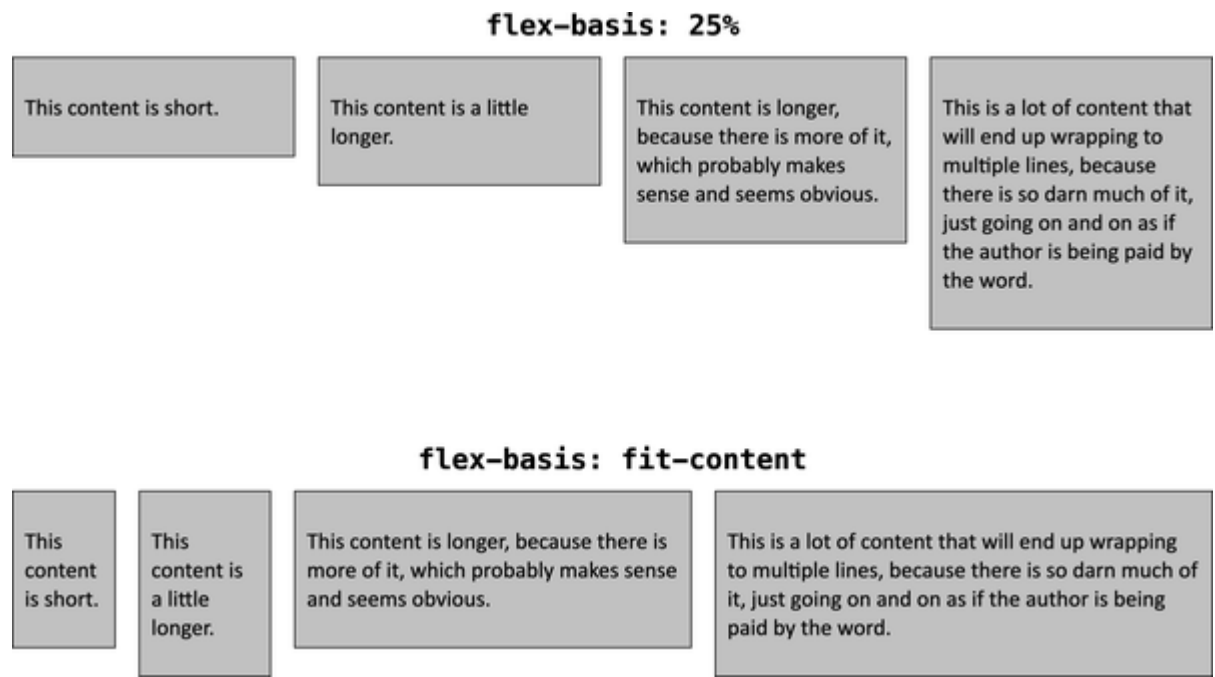 flex-basis: 25%
This content is short.
This content is a little
longer.
This content is longer,
because there is more of it,
which probably makes
sense and seems obvious.
This is a lot of content that
will end up wrapping to
multiple lines, because
there is so darn much of it,
just going on and on as if
the author is being paid by
the word.
flex-basis: fit-content
This
content
is short.
This
content is
a little
longer.
This content is longer, because there is
more of it, which probably makes sense
and seems obvious.
This is a lot of content that will end up wrapping
to multiple lines, because there is so darn much of
it, just going on and on as if the author is being
paid by the word.